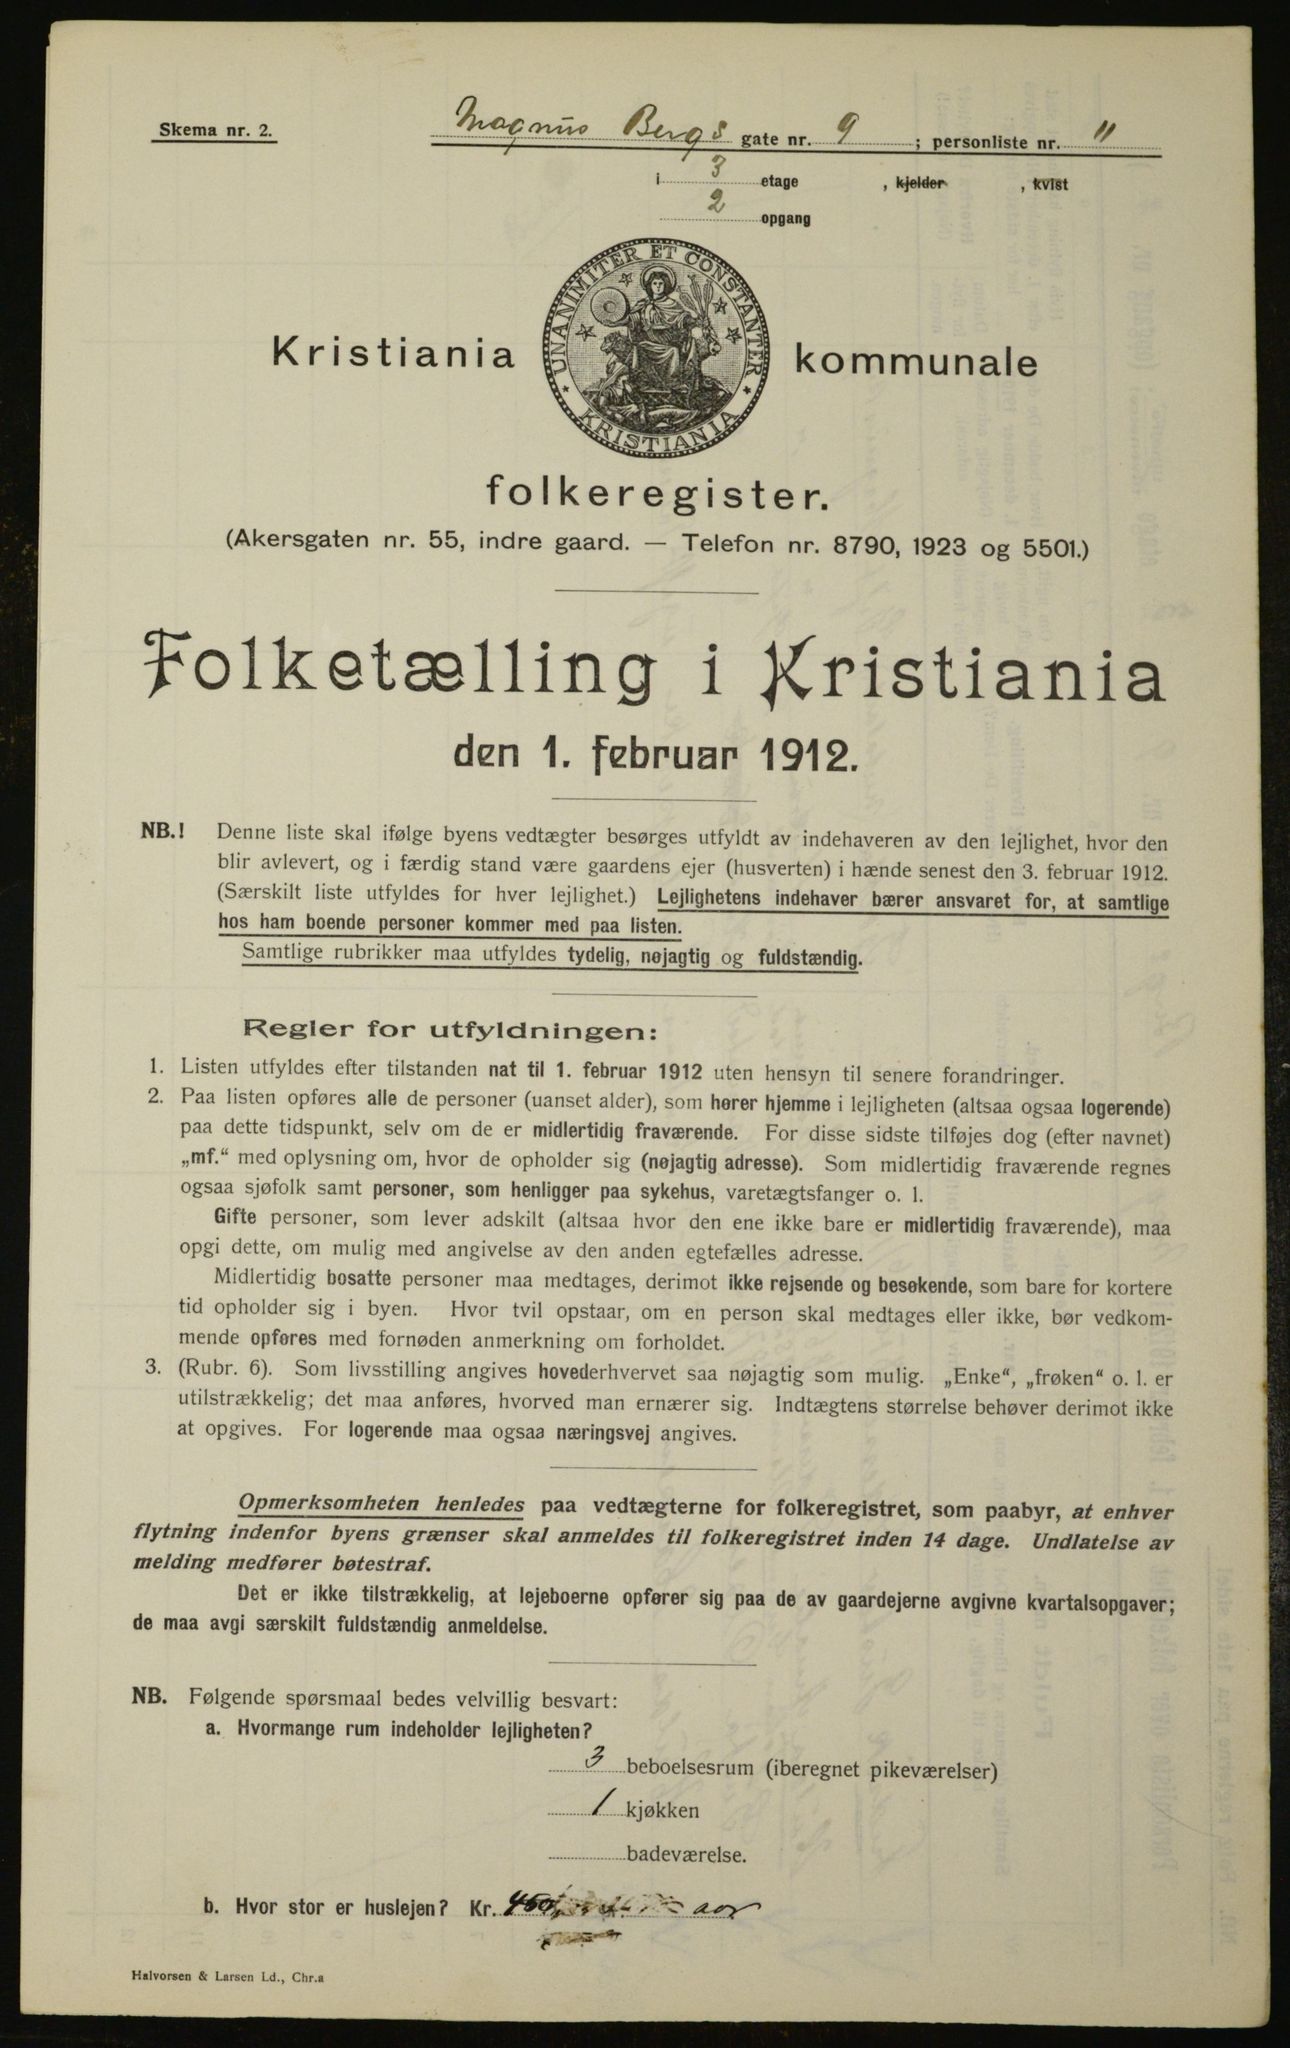 Skema nr. 2.
Magnus Bergs gate nr. 9 ; personliste nr. 11
i 3 etage , kjelder , kvist
2 opgang
UNANIMITER ET CONSTANTER
KRISTIANIA
Kristiania kommunale
folkeregister.
(Akersgaten nr. 55, indre gaard. — Telefon nr. 8790, 1923 og 5501.)
Folketælling i Kristiania
den 1. februar 1912.
NB.! Denne liste skal ifølge byens vedtægter besørges utfyldt av indehaveren av den lejlighet, hvor den
blir avlevert, og i færdig stand være gaardens ejer (husverten) i hænde senest den 3. februar 1912.
(Særskilt liste utfyldes for hver lejlighet.) Lejlighetens indehaver bærer ansvaret for, at samtlige
hos ham boende personer kommer med paa listen.
Samtlige rubrikker maa utfyldes tydelig, nøjagtig og fuldstændig.
Regler for utfyldningen:
1. Listen utfyldes efter tilstanden nat til 1. februar 1912 uten hensyn til senere forandringer.
2. Paa listen opføres alle de personer (uanset alder), som hører hjemme i lejligheten (altsaa ogsaa logerende)
paa dette tidspunkt, selv om de er midlertidig fraværende. For disse sidste tilføjes dog (efter navnet)
„mf.“ med oplysning om, hvor de opholder sig (nøjagtig adresse). Som midlertidig fraværende regnes
ogsaa sjøfolk samt personer, som henligger paa sykehus, varetægtsfanger o. l.
Gifte personer, som lever adskilt (altsaa hvor den ene ikke bare er midlertidig fraværende), maa
opgi dette, om mulig med angivelse av den anden egtefælles adresse.
Midlertidig bosatte personer maa medtages, derimot ikke rejsende og besøkende, som bare for kortere
tid opholder sig i byen. Hvor tvil opstaar, om en person skal medtages eller ikke, bør vedkom-
mende opføres med fornøden anmerkning om forholdet.
3. (Rubr. 6). Som livsstilling angives hovederhvervet saa nøjagtig som mulig. „Enke“, „frøken“ o. l. er
utilstrækkelig; det maa anføres, hvorved man ernærer sig. Indtægtens størrelse behøver derimot ikke
at opgives. For logerende maa ogsaa næringsvej angives.
Opmerksomheten henledes paa vedtægterne for folkeregistret, som paabyr, at enhver
flytning indenfor byens grænser skal anmeldes til folkeregistret inden 14 dage. Undlatelse av
melding medfører bøtestraf.
Det er ikke tilstrækkelig, at lejeboerne opfører sig paa de av gaardejerne avgivne kvartalsopgaver;
de maa avgi særskilt fuldstændig anmeldelse.
NB. Følgende spørsmaal bedes velvillig besvart:
a. Hvormange rum indeholder lejligheten?
3 beboelsesrum (iberegnet pikeværelser)
1 kjøkken
badeværelse.
b. Hvor stor er huslejen? Kr. 450 aar
Halvorsen & Larsen Ld., Chr.a